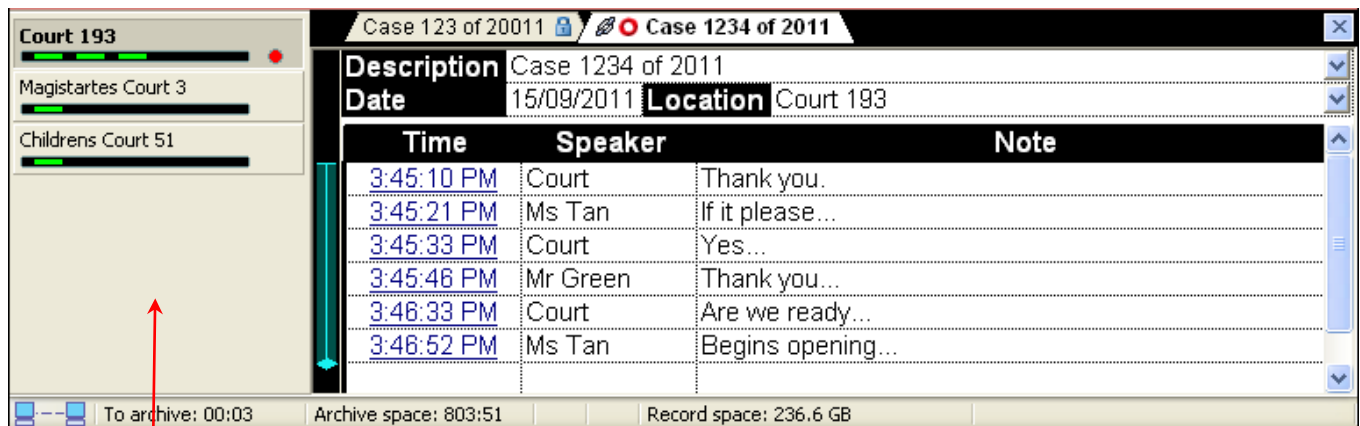 Court 193
Magistartes Court 3
Childrens Court 51
Case 123 of 20011 Case 1234 of 2011
Description Case 1234 of 2011
Date 15/09/2011 Location Court 193
Time Speaker Note
3:45:10 PM Court Thank you.
3:45:21 PM Ms Tan If it please...
3:45:33 PM Court Yes...
3:45:46 PM Mr Green Thank you...
3:46:33 PM Court Are we ready...
3:46:52 PM Ms Tan Begins opening...
To archive: 00:03 Archive space: 803:51 Record space: 236.6 GB